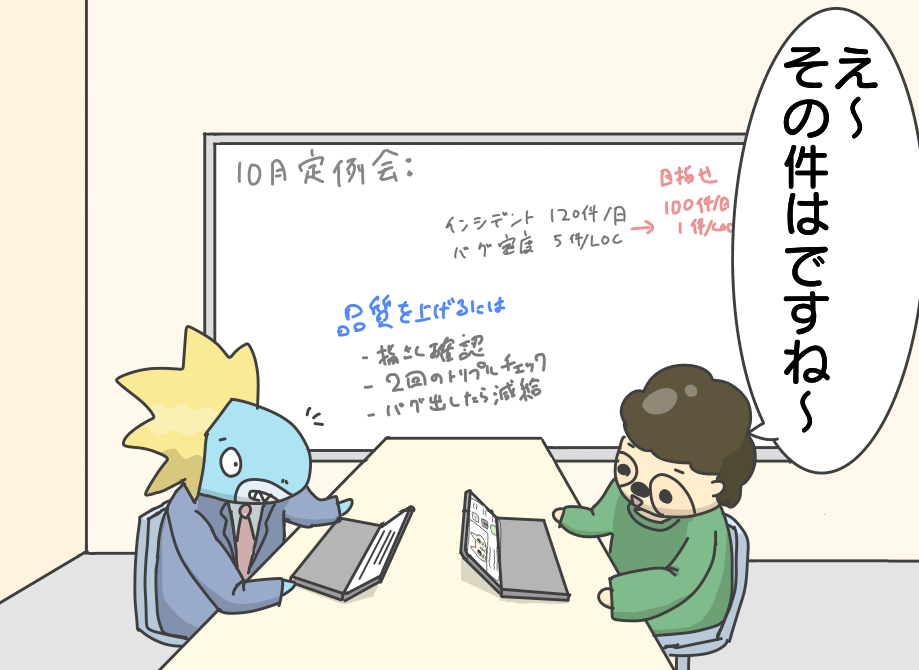 え〜
その件はですね〜
10月定例会:
目指せ
インシデント 120件/日
→ 100件/日
バグ密度 5件/LOC
1件/LOC
品質を上げるには
- 指さし確認
- 2回のトリプルチェック
- バグ出したら減給